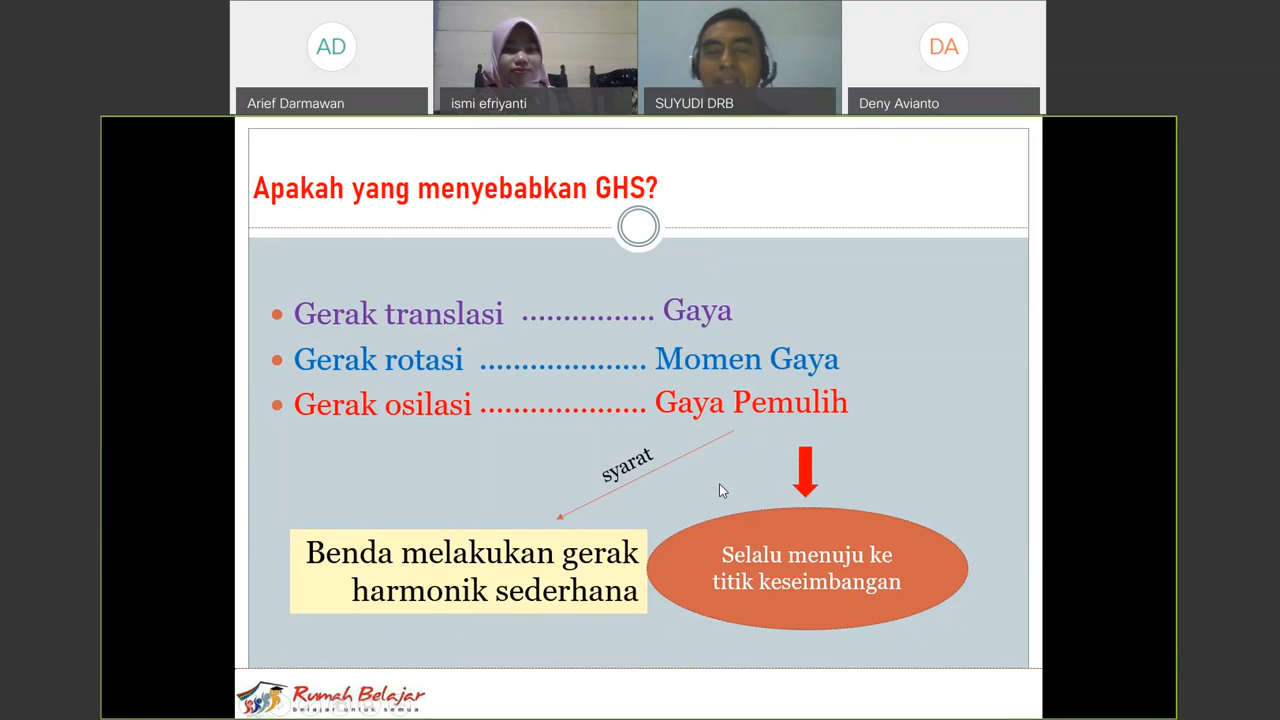 AD
DA
Arief Darmawan
ismi efriyanti
SUYUDI DRB
Deny Avianto
Apakah yang menyebabkan GHS?
• Gerak translasi ................ Gaya
• Gerak rotasi .................... Momen Gaya
• Gerak osilasi .................... Gaya Pemulih
syarat
Benda melakukan gerak
harmonik sederhana
Selalu menuju ke
titik keseimbangan
Rumah Belajar
belajar untuk semua